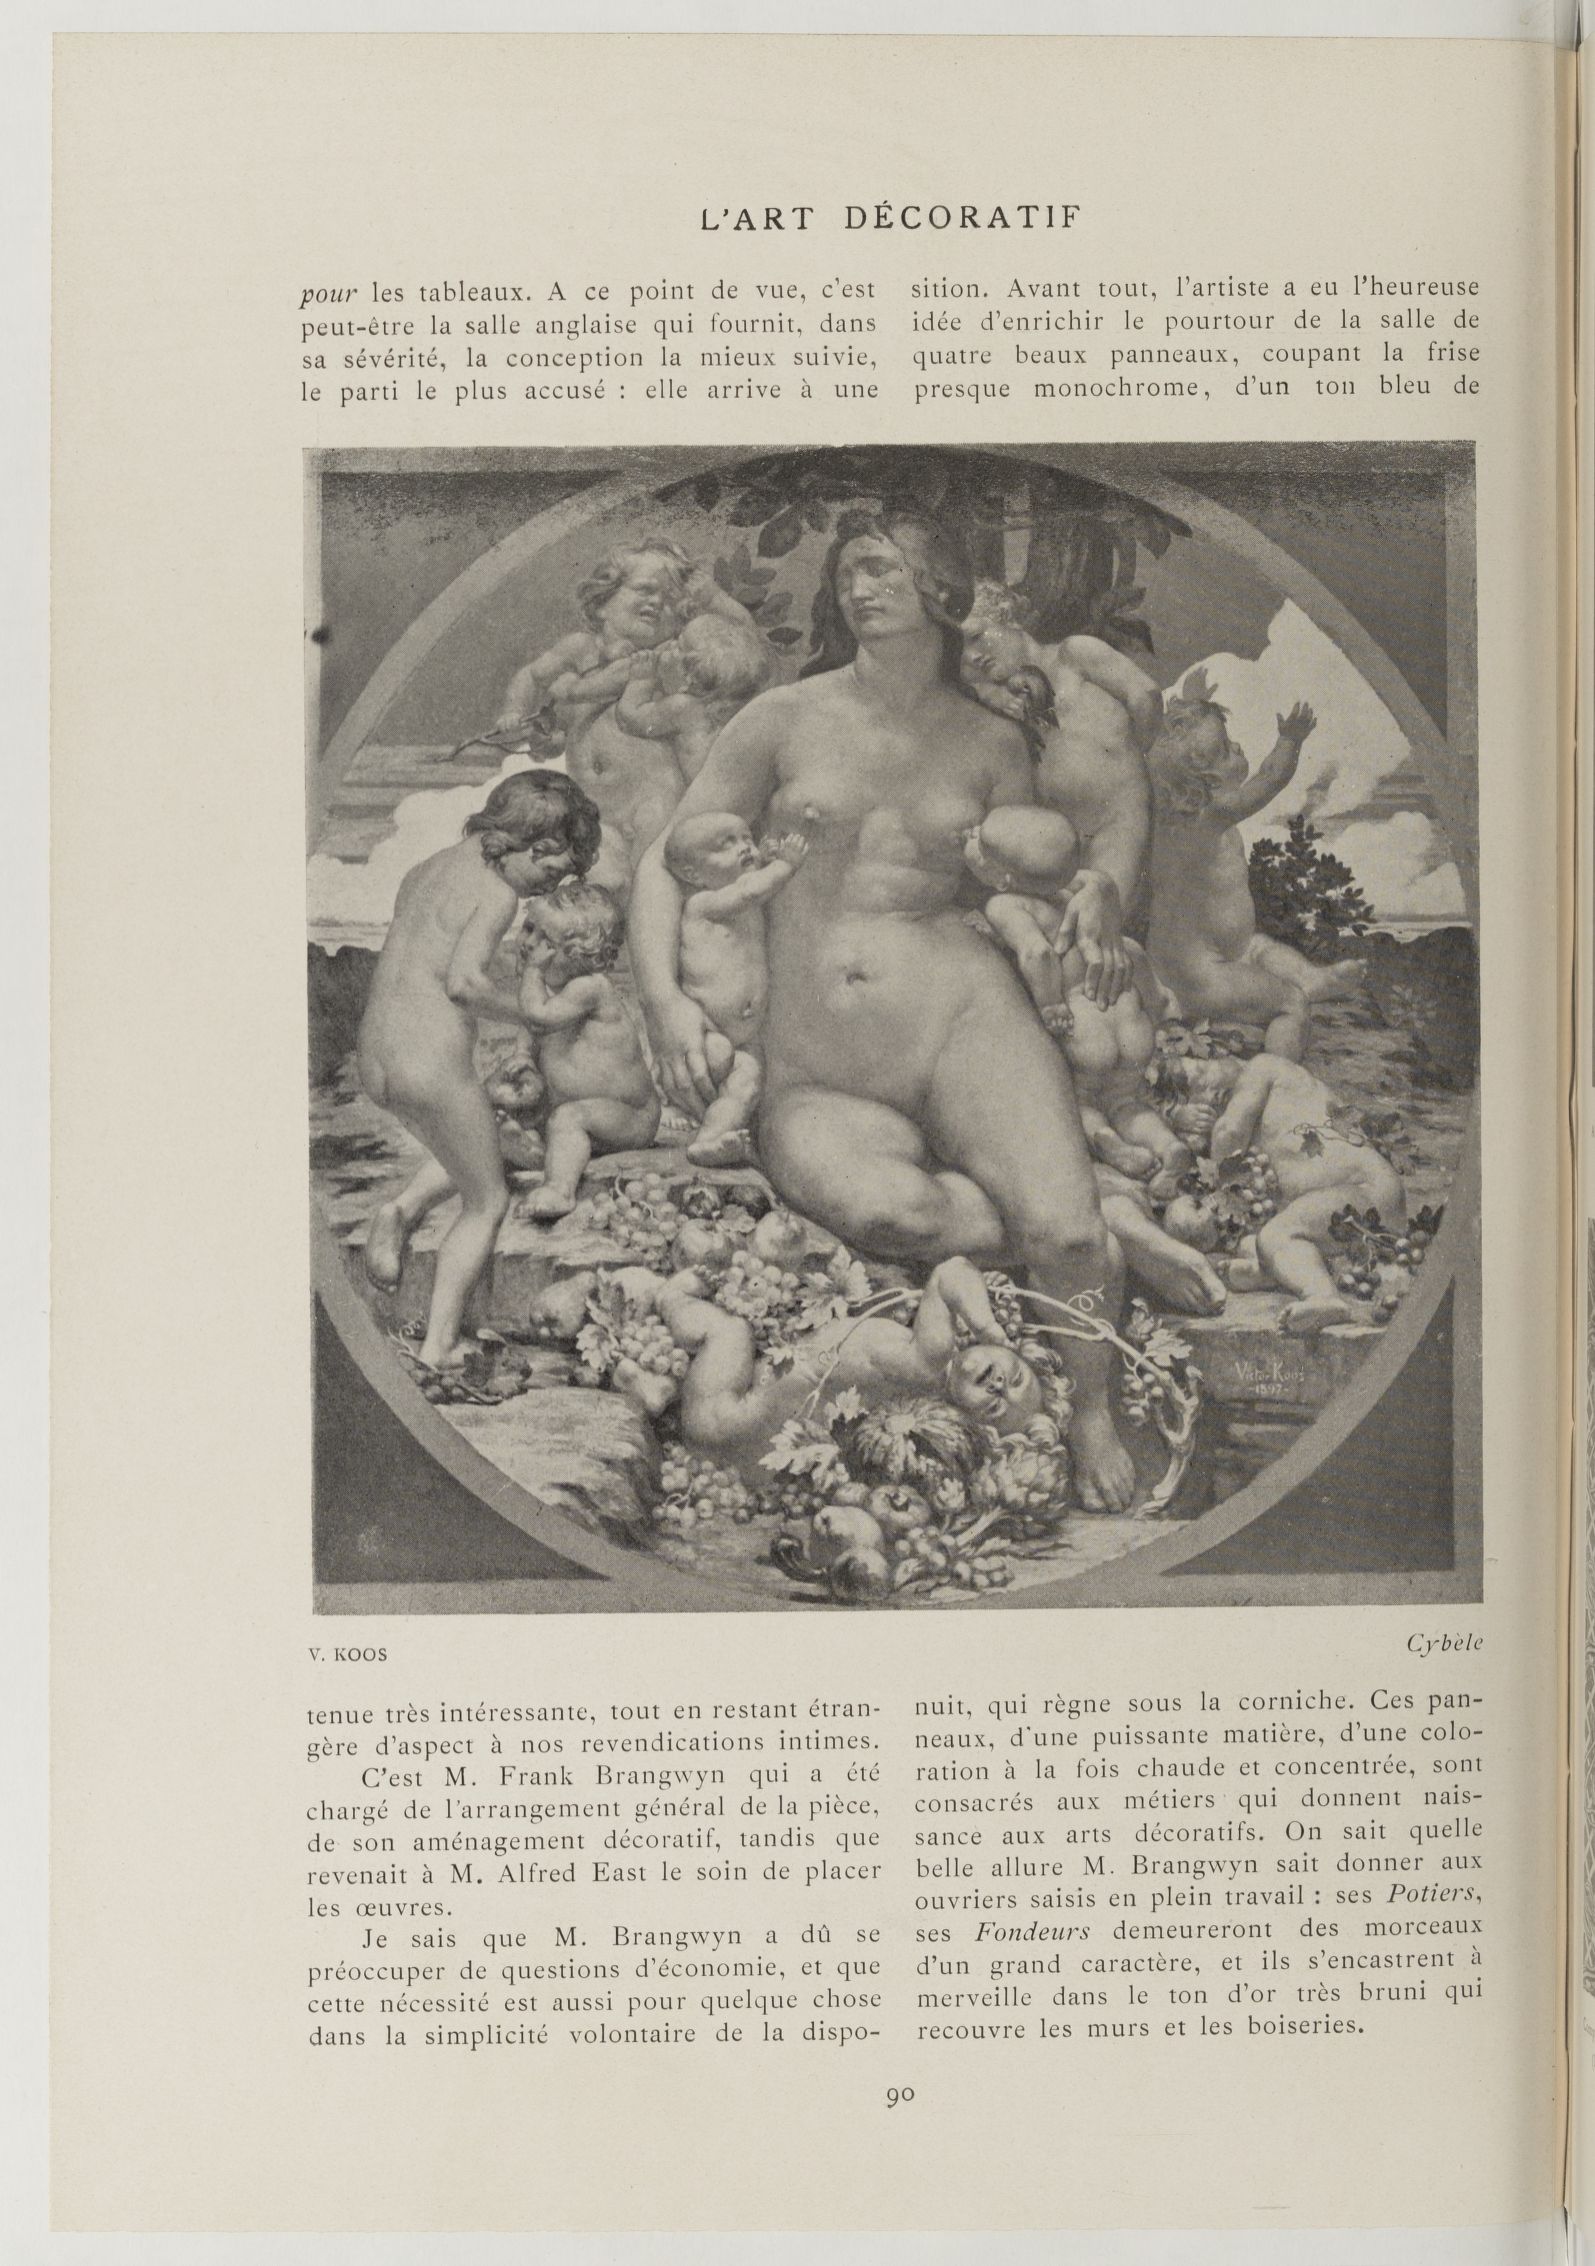 L'ART DÉCORATIF
pour les tableaux. A ce point de vue, c'est
peut-être la salle anglaise qui fournit, dans
sa sévérité, la conception la mieux suivie,
le parti le plus accusé : elle arrive à une
sition. Avant tout, l'artiste a eu l'heureuse
idée d'enrichir le pourtour de la salle de
quatre beaux panneaux, coupant la frise
presque monochrome, d'un ton bleu de
Victor Koos
-1897-
V. KOOS
Cybèle
tenue très intéressante, tout en restant étran-
gère d'aspect à nos revendications intimes.
C'est M. Frank Brangwyn qui a été
chargé de l'arrangement général de la pièce,
de son aménagement décoratif, tandis que
revenait à M. Alfred East le soin de placer
les œuvres.
Je sais que M. Brangwyn a dû se
préoccuper de questions d'économie, et que
cette nécessité est aussi pour quelque chose
dans la simplicité volontaire de la dispo-
nuit, qui règne sous la corniche. Ces pan-
neaux, d'une puissante matière, d'une colo-
ration à la fois chaude et concentrée, sont
consacrés aux métiers qui donnent nais-
sance aux arts décoratifs. On sait quelle
belle allure M. Brangwyn sait donner aux
ouvriers saisis en plein travail : ses Potiers,
ses Fondeurs demeureront des morceaux
d'un grand caractère, et ils s'encastrent à
merveille dans le ton d'or très bruni qui
recouvre les murs et les boiseries.
90